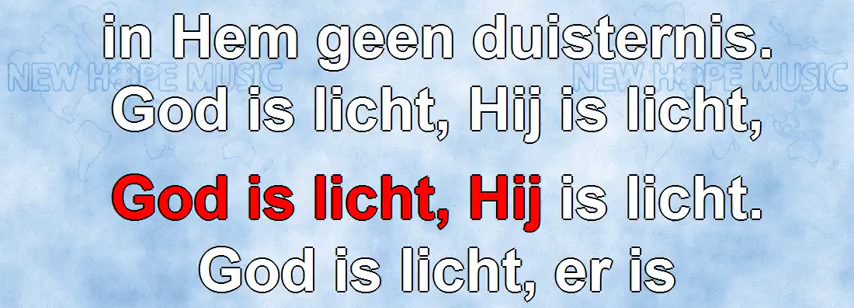 in Hem geen duisternis.
NEW HOPE MUSIC NEW HOPE MUSIC
God is licht, Hij is licht,
God is licht, Hij is licht.
God is licht, er is